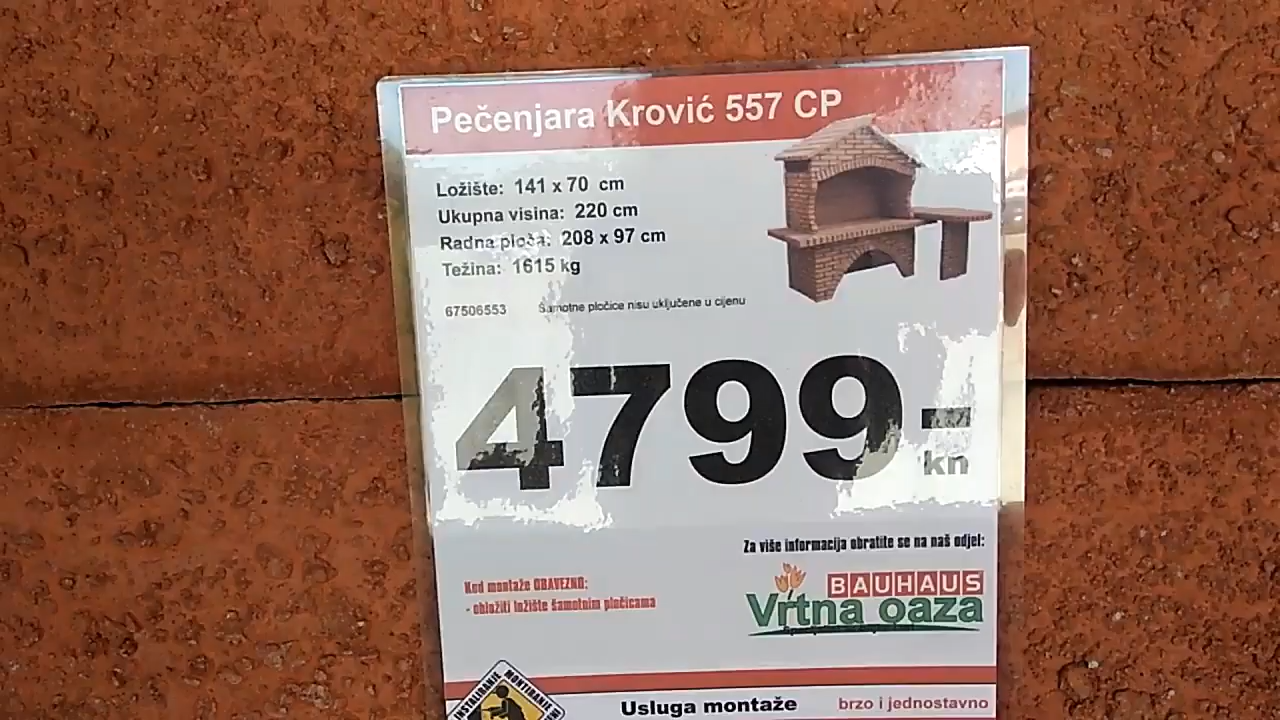 Pečenjara Krović 557 CP
Ložište: 141 x 70 cm
Ukupna visina: 220 cm
Radna ploča: 208 x 97 cm
Težina: 1615 kg
67506553 Šamotne pločice nisu uključene u cijenu
4799,-
kn
Za više informacija obratite se na naš odjel:
Kod montaže OBAVEZNO:
- obložiti ložište šamotnim pločicama
BAUHAUS
Vrtna oaza
INSTALIRANJE MONTIRANJE
Usluga montaže brzo i jednostavno